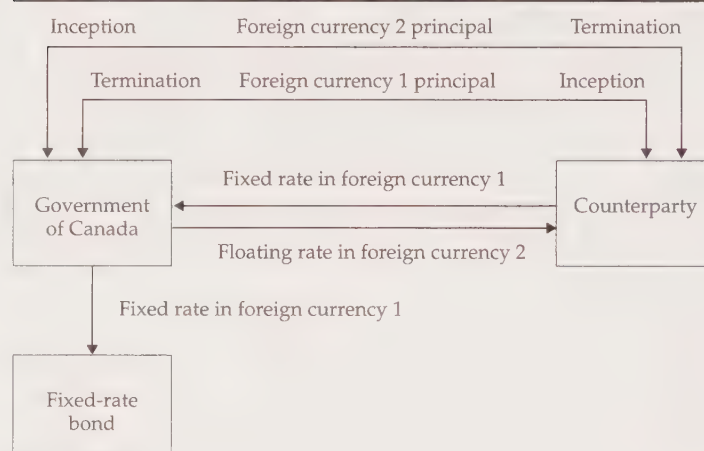 Inception Foreign currency 2 principal Termination
Termination Foreign currency 1 principal Inception
Fixed rate in foreign currency 1
Government
of Canada
Counterparty
Floating rate in foreign currency 2
Fixed rate in foreign currency 1
Fixed-rate
bond